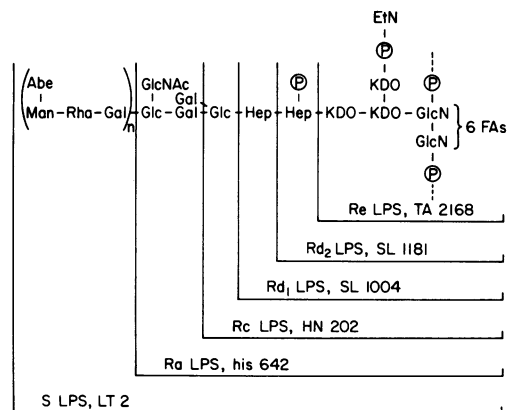 EtN
P
Abe
GlcNAc
P
KDO
P
Gal
(Man-Rha-Gal)n-Glc-Gal-Glc-Hep-Hep-KDO-KDO-GlcN
GlcN
} 6 FAs
P
Re LPS, TA 2168
Rd2 LPS, SL 1181
Rd1 LPS, SL 1004
Rc LPS, HN 202
Ra LPS, his 642
S LPS, LT 2